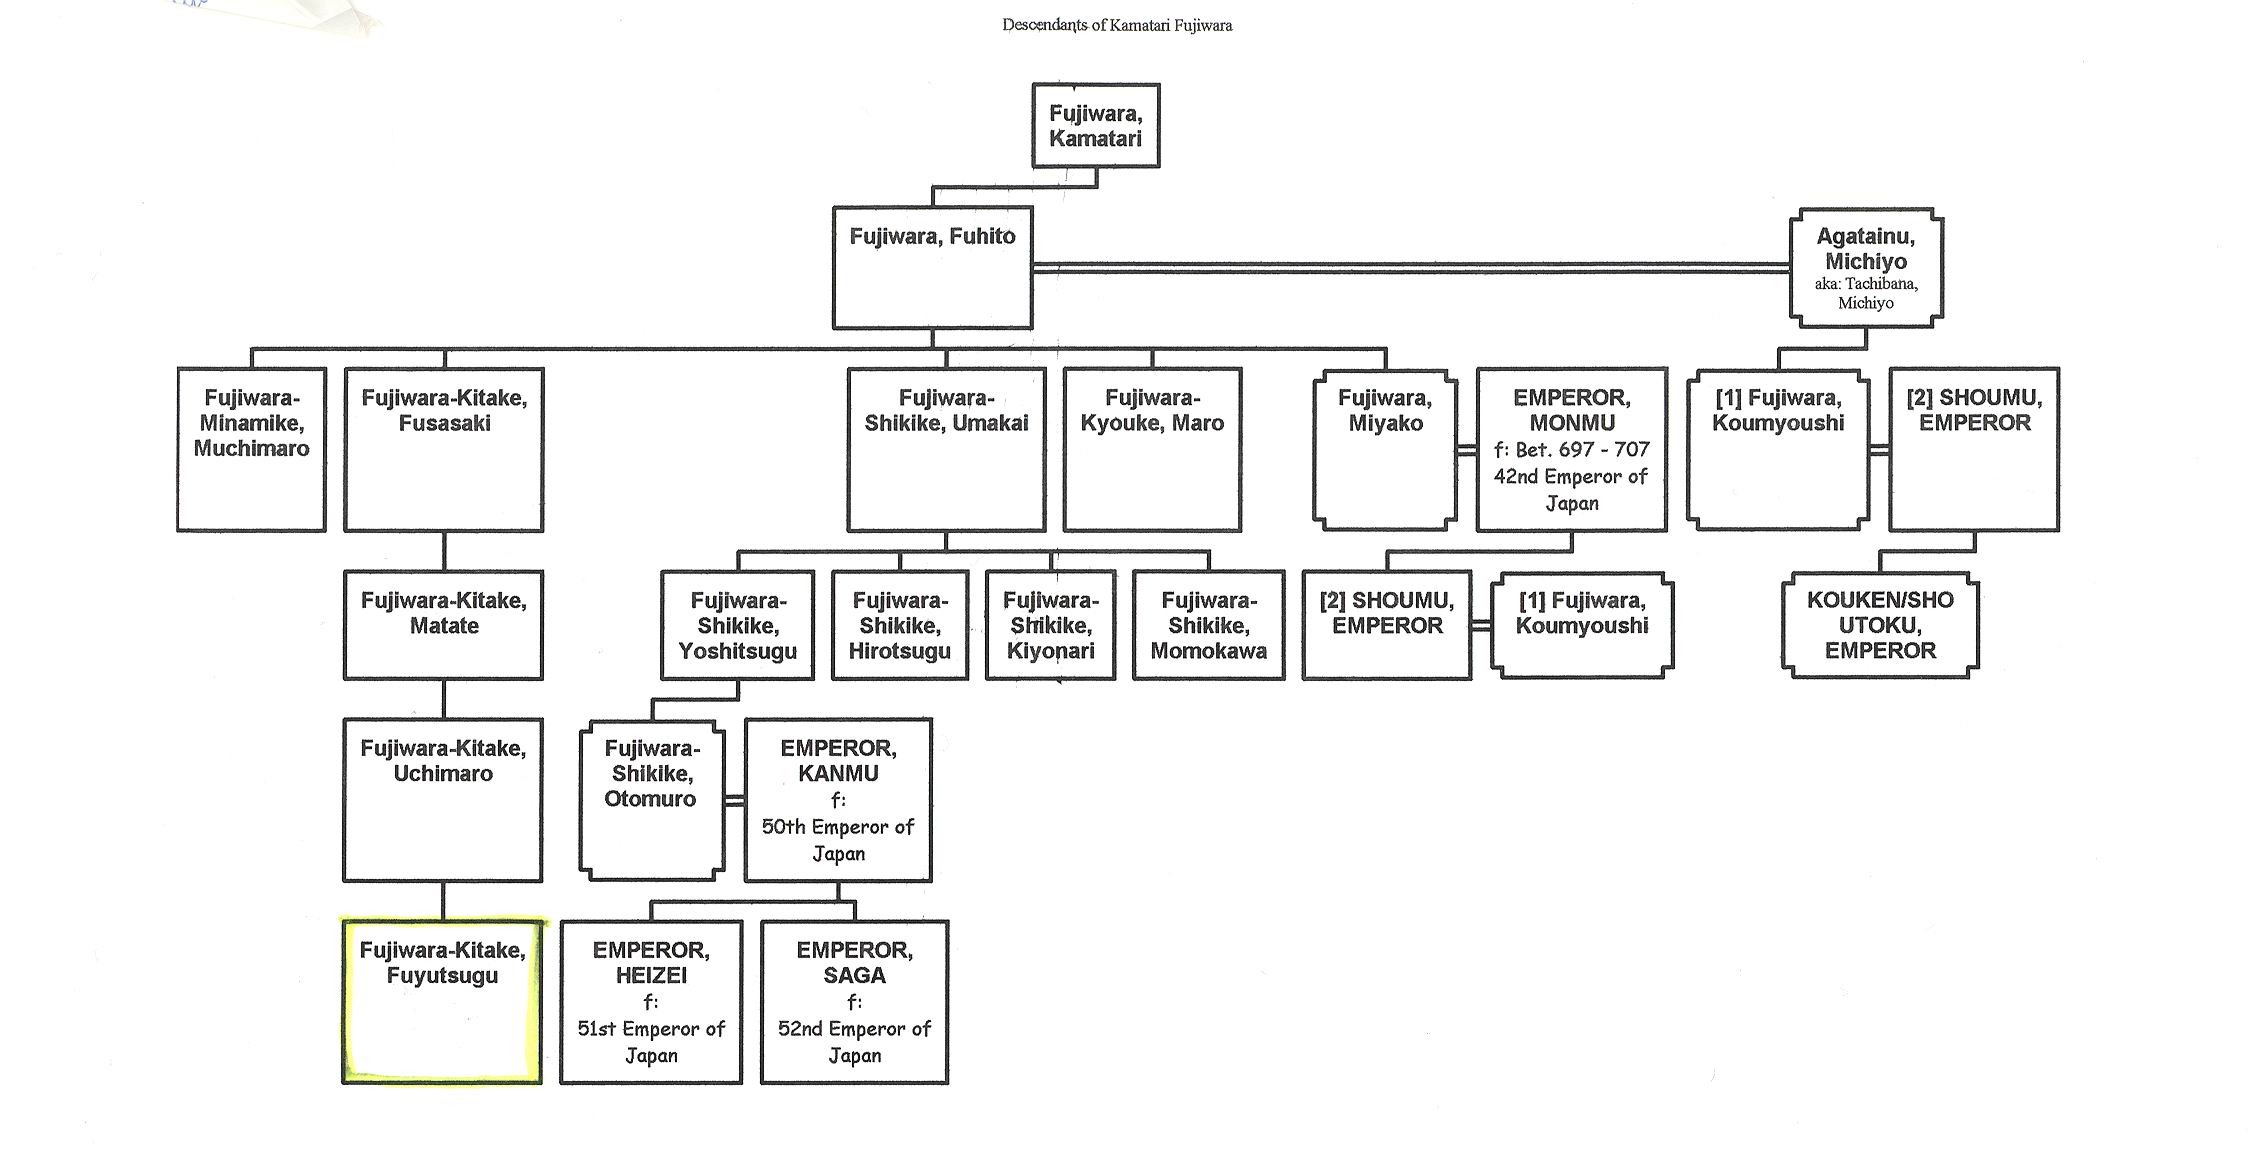 Descendants of Kamatari Fujiwara
Fujiwara,
Kamatari
Fujiwara, Fuhito
Agatainu,
Michiyo
aka: Tachibana,
Michiyo
Fujiwara-
Minamike,
Muchimaro
Fujiwara-Kitake,
Fusasaki
Fujiwara-
Shikike, Umakai
Fujiwara-
Kyouke, Maro
Fujiwara,
Miyako
EMPEROR,
MONMU
f: Bet. 697 - 707
42nd Emperor of
Japan
[1] Fujiwara,
Koumyoushi
[2] SHOUMU,
EMPEROR
Fujiwara-Kitake,
Matate
Fujiwara-
Shikike,
Yoshitsugu
Fujiwara-
Shikike,
Hirotsugu
Fujiwara-
Shikike,
Kiyonari
Fujiwara-
Shikike,
Momokawa
[2] SHOUMU,
EMPEROR
[1] Fujiwara,
Koumyoushi
KOUKEN/SHO
UTOKU,
EMPEROR
Fujiwara-Kitake,
Uchimaro
Fujiwara-
Shikike,
Otomuro
EMPEROR,
KANMU
f:
50th Emperor of
Japan
Fujiwara-Kitake,
Fuyutsugu
EMPEROR,
HEIZEI
f:
51st Emperor of
Japan
EMPEROR,
SAGA
f:
52nd Emperor of
Japan